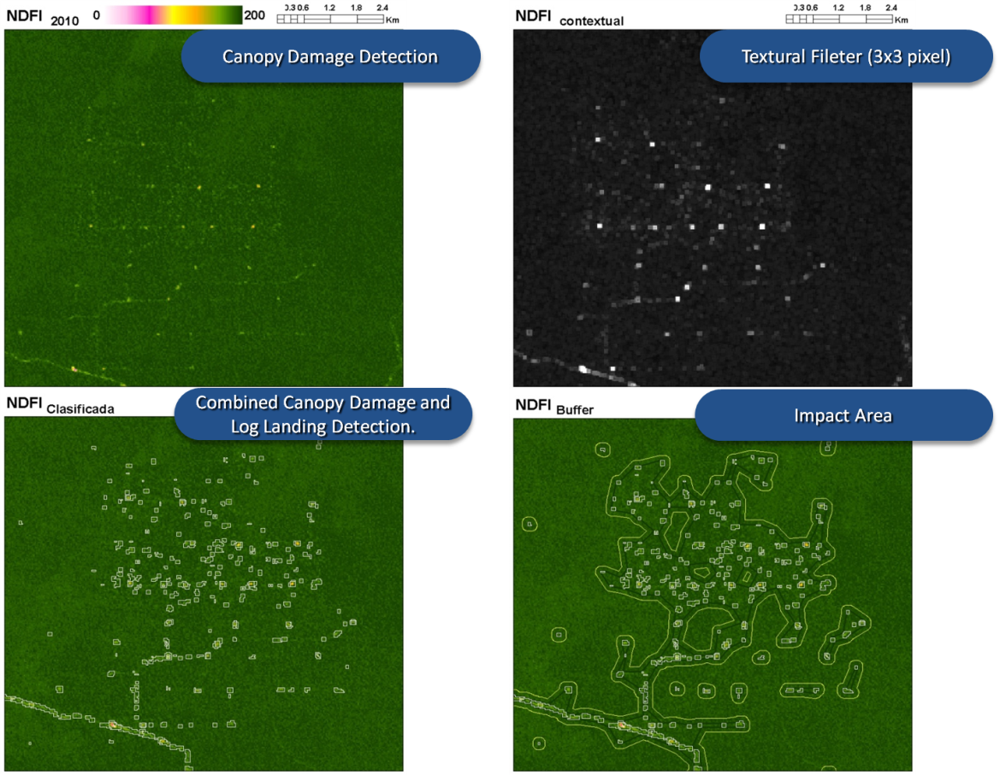 NDFI 2010 0 200
3.3 0.6 1.2 1.8 2.4
Km
Canopy Damage Detection
NDFI contextual
3.3 0.6 1.2 1.8 2.4
Km
Textural Fileter (3x3 pixel)
NDFI Clasificada
Combined Canopy Damage and
Log Landing Detection.
NDFI Buffer
Impact Area